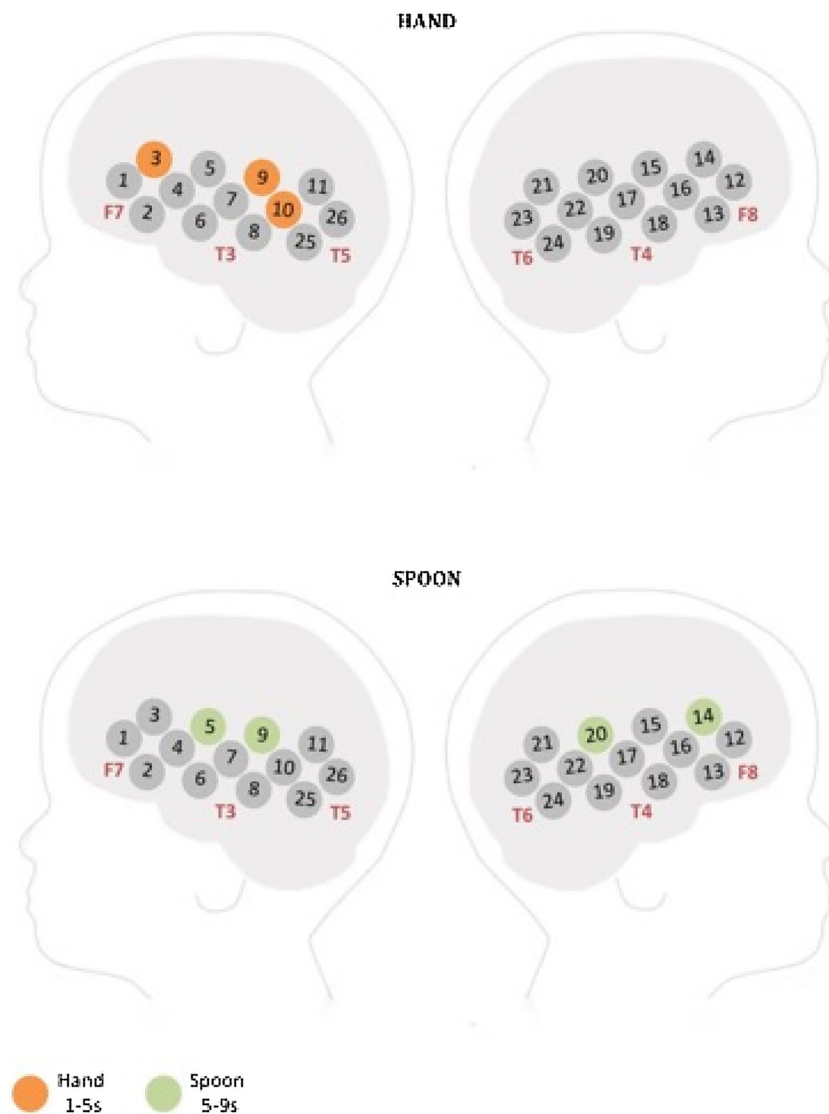 HAND
3 5 9 11
1 4 7 10 26
F7 2 6 8 25
T3 T5
21 20 15 14
23 22 17 16 12
24 19 18 13 F8
T6 T4
SPOON
3 5 9 11
1 4 7 10 26
F7 2 6 8 25
T3 T5
21 20 15 14
23 22 17 16 12
24 19 18 13 F8
T6 T4
Hand Spoon
1-5s 5-9s